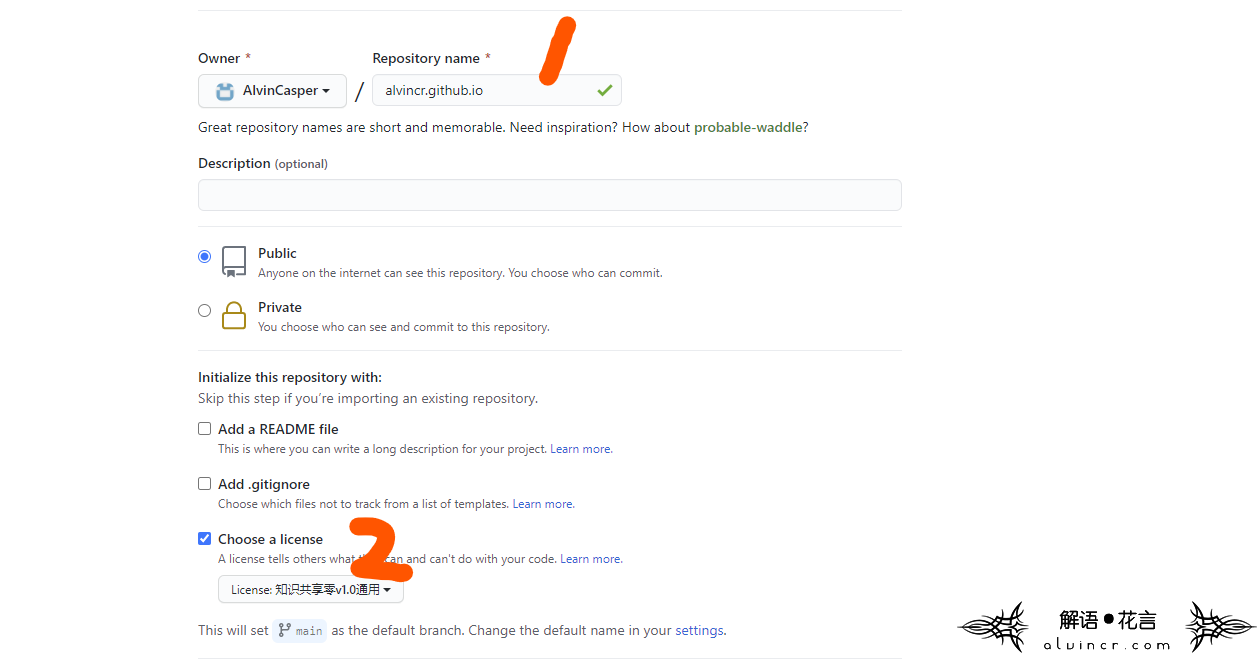 1
Owner * Repository name *
AlvinCasper / alvincr.github.io
Great repository names are short and memorable. Need inspiration? How about probable-waddle?
Description (optional)
Public
Anyone on the internet can see this repository. You choose who can commit.
Private
You choose who can see and commit to this repository.
Initialize this repository with:
Skip this step if you're importing an existing repository.
Add a README file
This is where you can write a long description for your project. Learn more.
Add .gitignore
Choose which files not to track from a list of templates. Learn more.
Choose a license
2
A license tells others what can and can't do with your code. Learn more.
License: 知识共享零v1.0通用
This will set main as the default branch. Change the default name in your settings.
解语●花言
alvincr.com